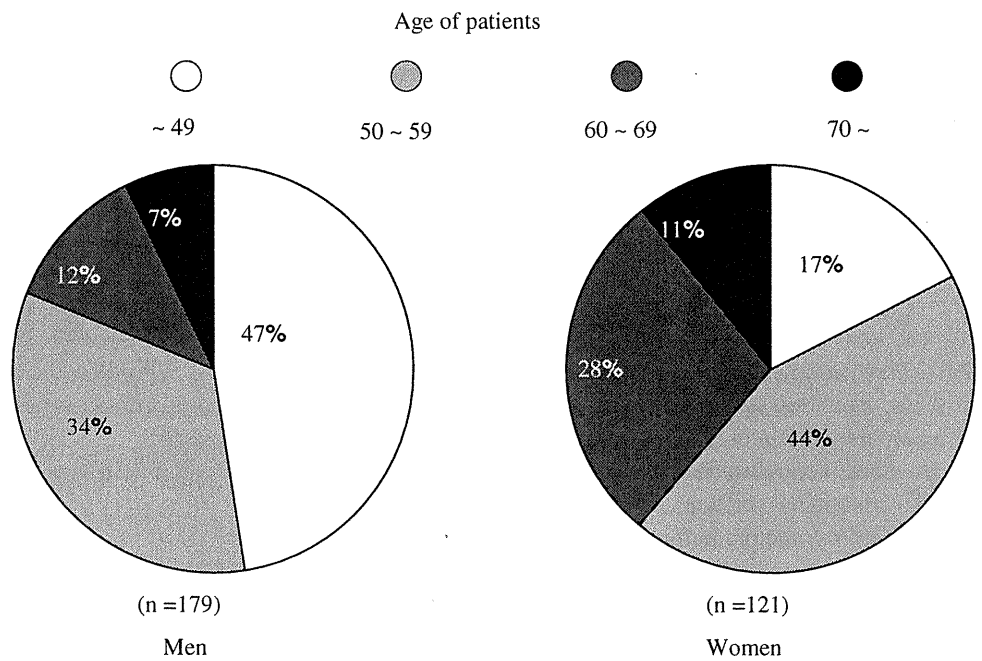 Age of patients
~ 49 50 ~ 59 60 ~ 69 70 ~
7% 11%
12% 17%
47% 28%
34% 44%
(n =179) (n =121)
Men Women